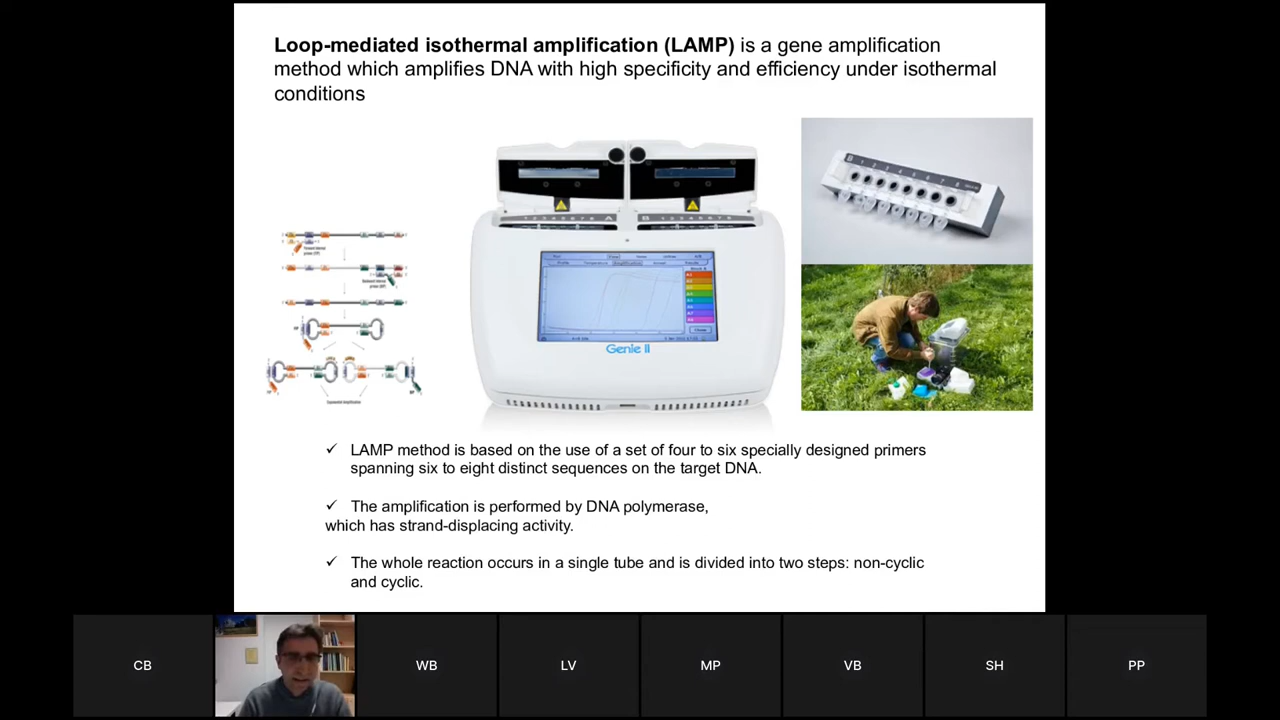 Loop-mediated isothermal amplification (LAMP) is a gene amplification
method which amplifies DNA with high specificity and efficiency under isothermal
conditions
Genie II
✓ LAMP method is based on the use of a set of four to six specially designed primers
spanning six to eight distinct sequences on the target DNA.
✓ The amplification is performed by DNA polymerase,
which has strand-displacing activity.
✓ The whole reaction occurs in a single tube and is divided into two steps: non-cyclic
and cyclic.
CB
WB
LV
MP
VB
SH
PP